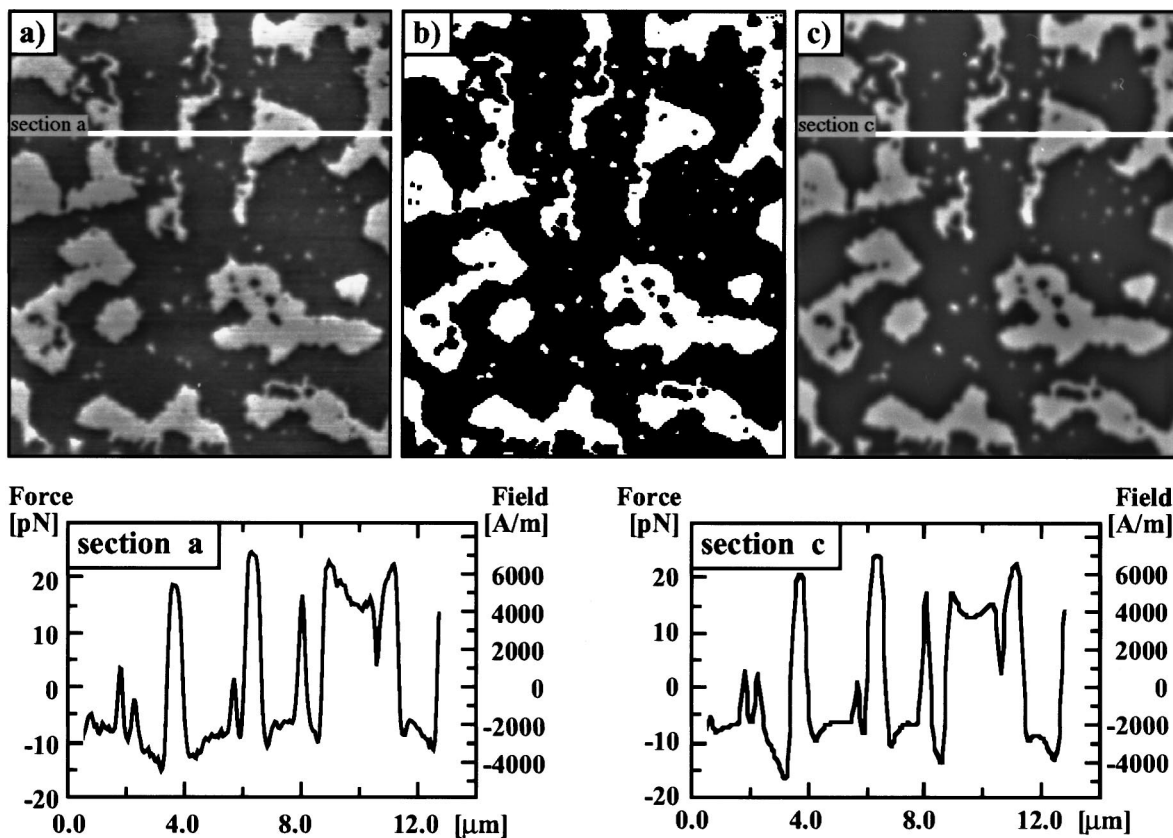 a)
b)
c)
section a
section c
Force
[pN]
Field
[A/m]
section a
20
10
0
-10
-20
6000
4000
2000
0
-2000
-4000
0.0 4.0 8.0 12.0 [µm]
Force
[pN]
Field
[A/m]
section c
20
10
0
-10
-20
6000
4000
2000
0
-2000
-4000
0.0 4.0 8.0 12.0 [µm]